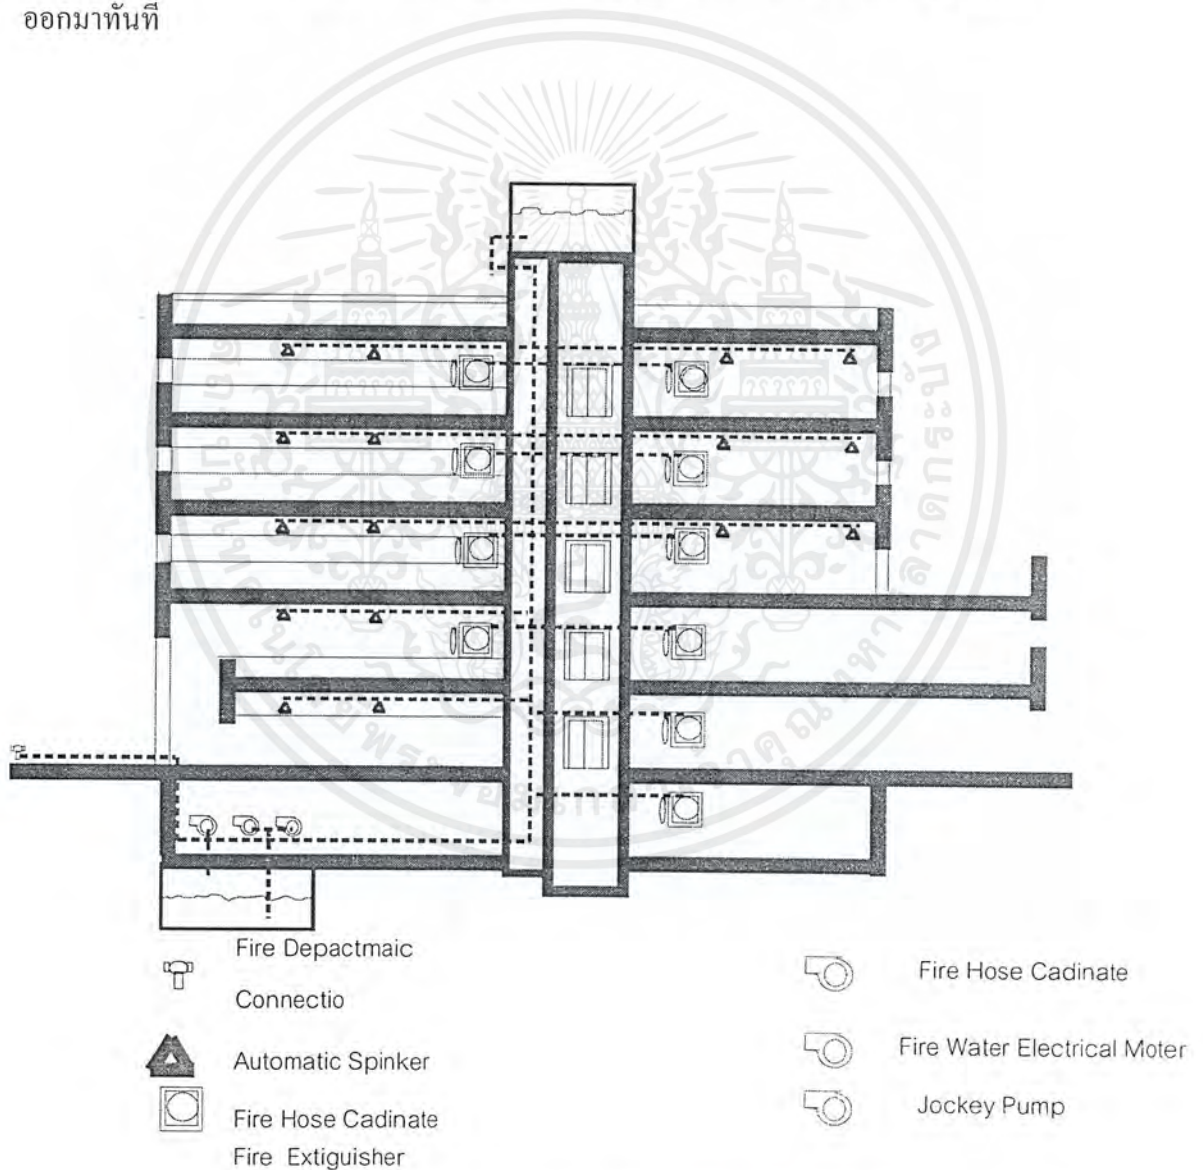 ออกมาทันที
Fire Depactmaic
Connectio
Automatic Spinker
Fire Hose Cadinate
Fire Extiguisher
Fire Hose Cadinate
Fire Water Electrical Moter
Jockey Pump